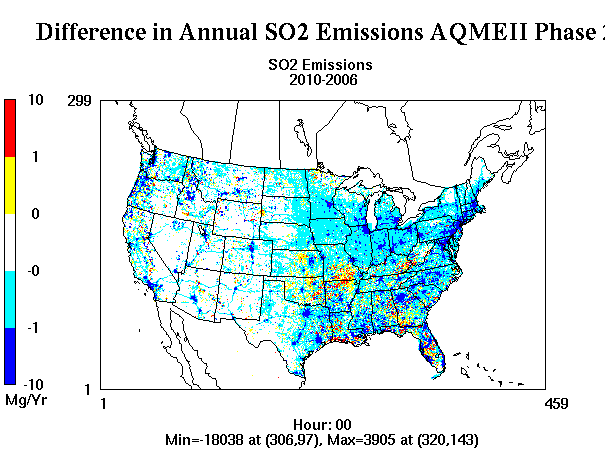 Difference in Annual SO2 Emissions AQMEII Phase
SO2 Emissions
2010-2006
299
10
1
0
-0
-1
-10
Mg/Yr
1
1
459
Hour: 00
Min=-18038 at (306,97), Max=3905 at (320,143)